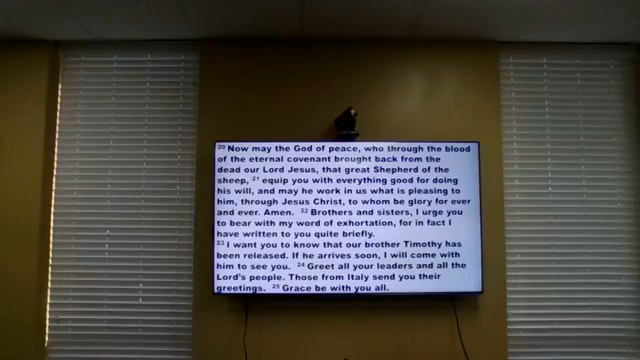 20 Now may the God of peace, who through the blood
of the eternal covenant brought back from the
dead our Lord Jesus, that great Shepherd of the
sheep, 21 equip you with everything good for doing
his will, and may he work in us what is pleasing to
him, through Jesus Christ, to whom be glory for ever
and ever. Amen. 22 Brothers and sisters, I urge you
to bear with my word of exhortation, for in fact I
have written to you quite briefly.
23 I want you to know that our brother Timothy has
been released. If he arrives soon, I will come with
him to see you. 24 Greet all your leaders and all the
Lord's people. Those from Italy send you their
greetings. 25 Grace be with you all.